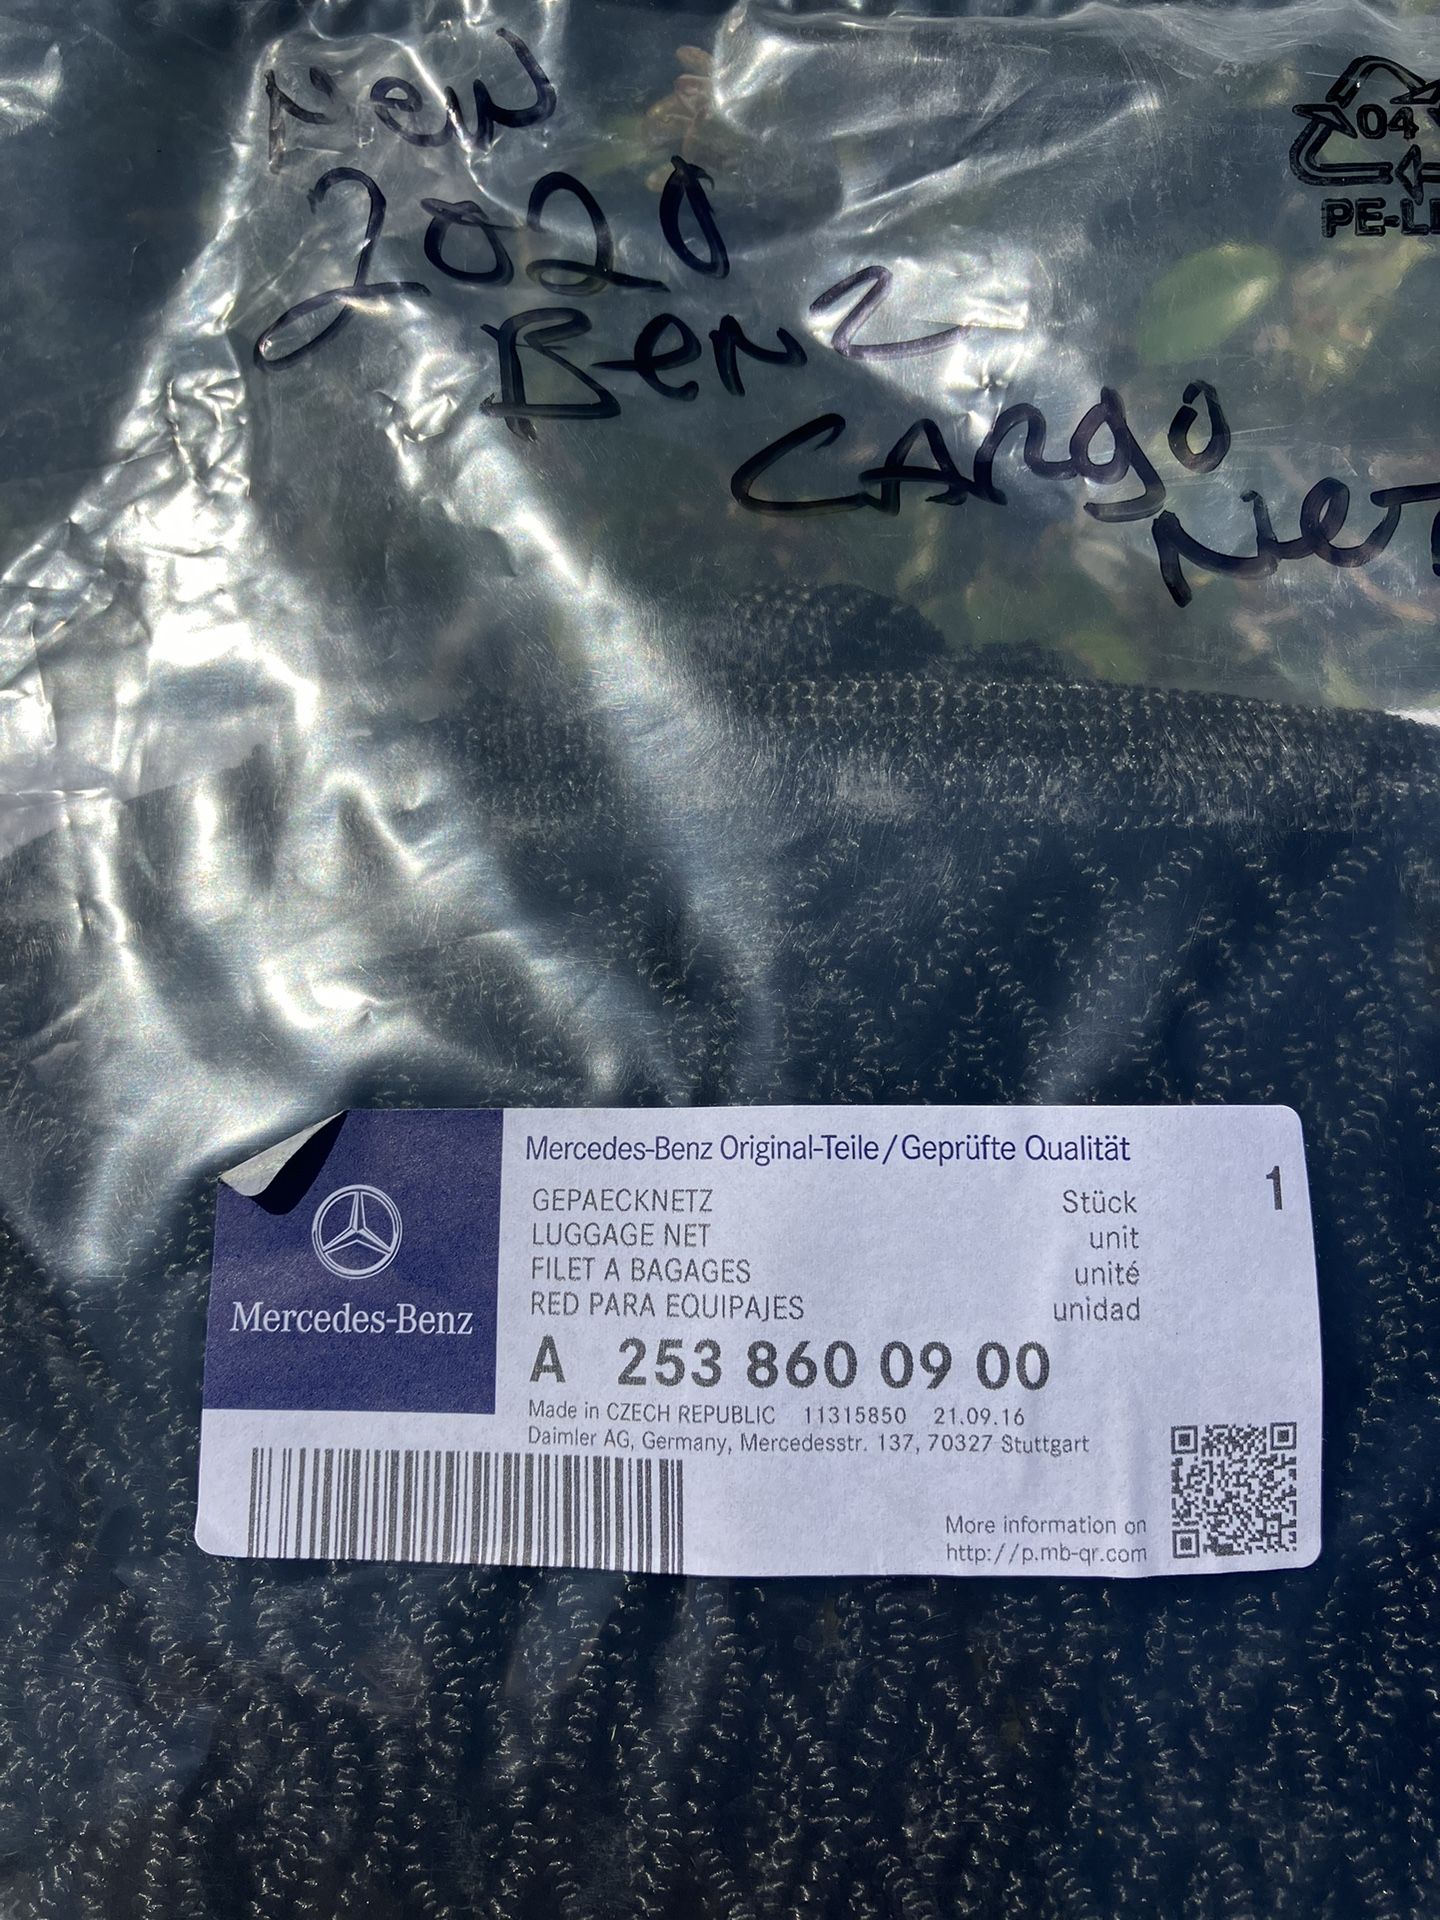 New
2020
Benz
CArgo
NeT
04
PE-L
Mercedes-Benz
Mercedes-Benz Original-Teile/Geprüfte Qualität
GEPAECKNETZ Stück 1
LUGGAGE NET unit
FILET A BAGAGES unité
RED PARA EQUIPAJES unidad
A 253 860 09 00
Made in CZECH REPUBLIC 11315850 21.09.16
Daimler AG, Germany, Mercedesstr. 137, 70327 Stuttgart
More information on
http://p.mb-qr.com